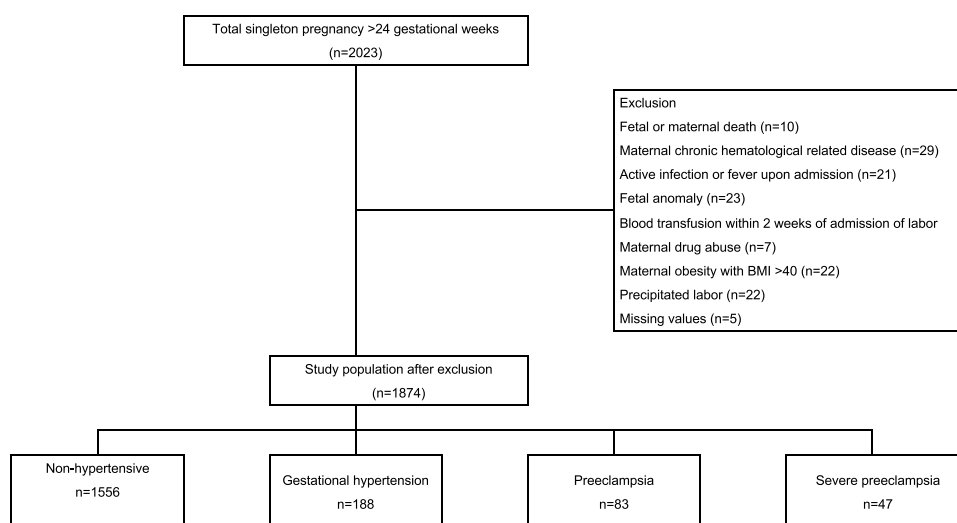 Total singleton pregnancy >24 gestational weeks
(n=2023)
Exclusion
Fetal or maternal death (n=10)
Maternal chronic hematological related disease (n=29)
Active infection or fever upon admission (n=21)
Fetal anomaly (n=23)
Blood transfusion within 2 weeks of admission of labor
Maternal drug abuse (n=7)
Maternal obesity with BMI >40 (n=22)
Precipitated labor (n=22)
Missing values (n=5)
Study population after exclusion
(n=1874)
Non-hypertensive
n=1556
Gestational hypertension
n=188
Preeclampsia
n=83
Severe preeclampsia
n=47